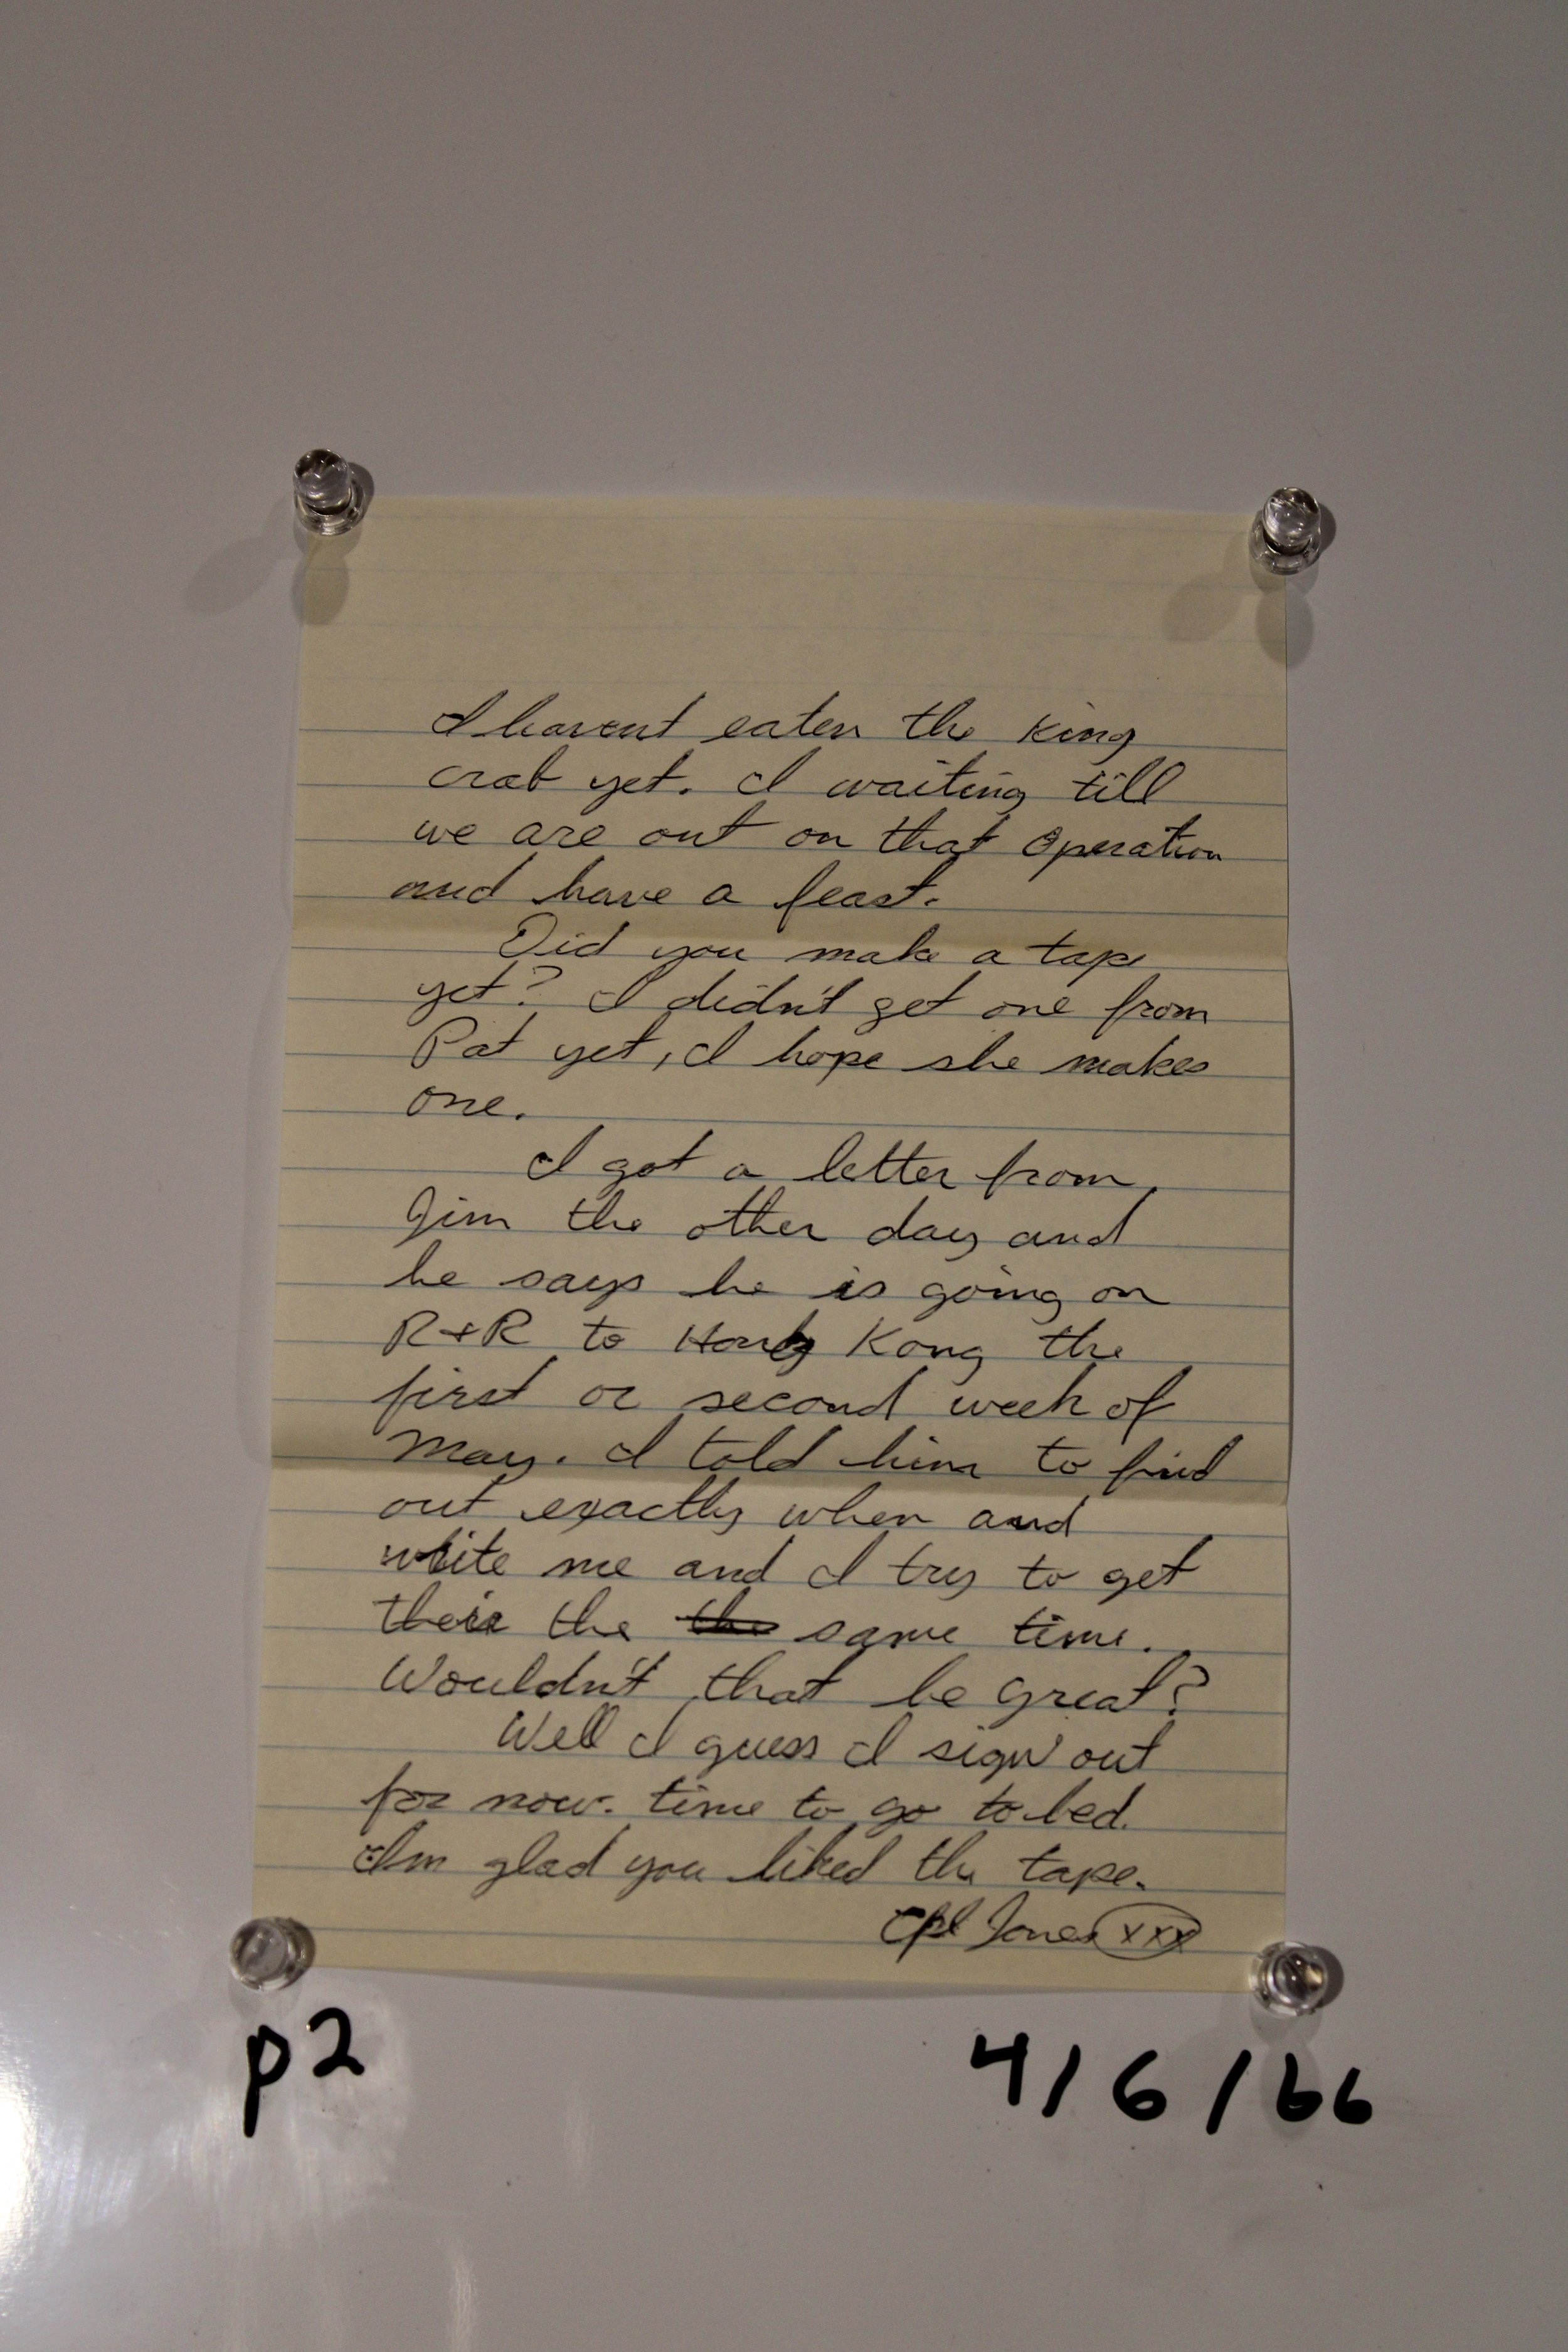 I havent eaten the King
crab yet. I waiting till
we are out on that Operation
and have a feast.
Did you make a tape
yet? I didn't get one from
Pat yet, I hope she makes
one.
I got a letter from
Jim the other day and
he says he is going on
R+R to Hong Kong the
first or second week of
May. I told him to find
out exactly when and
write me and I try to get
their the the same time.
Wouldn't that be great?
Well I guess I sign out
for now. time to go to bed.
Im glad you liked the tape.
Cpl Jones xxx
p2
4/6/66